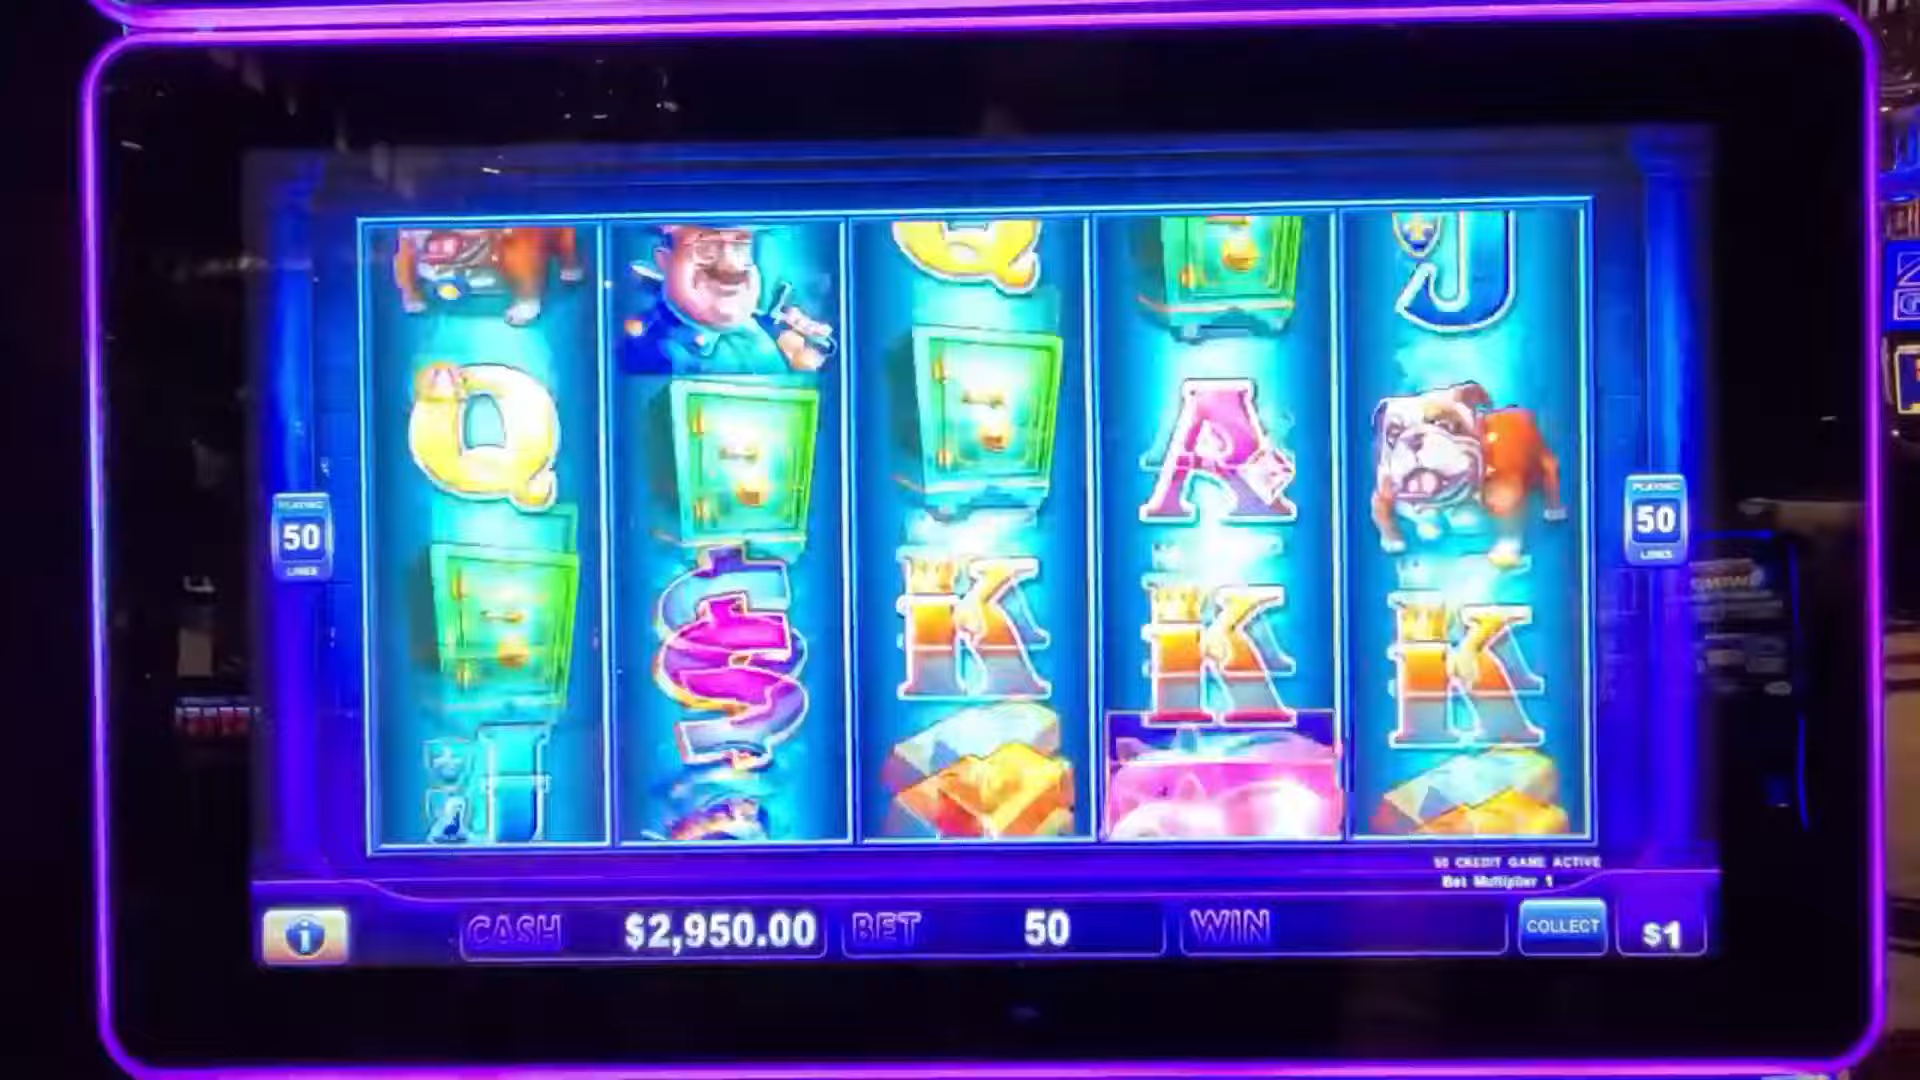 Q
J
Q
A
K
K
K
J
PLAYING
50
LINES
PLAYING
50
LINES
50 CREDIT GAME ACTIVE
Bet Multiplier 1
CASH $2,950.00 BET 50 WIN COLLECT $1